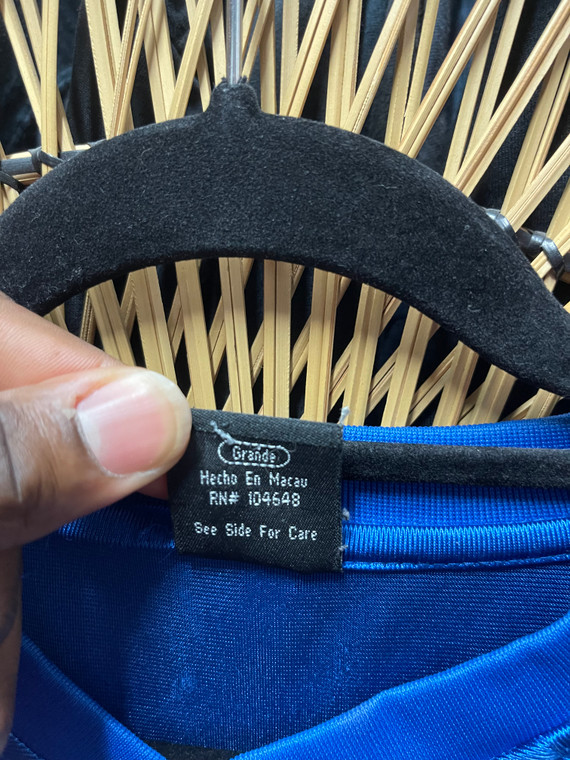 Grande
Hecho En Macau
RN# 104648
See Side For Care